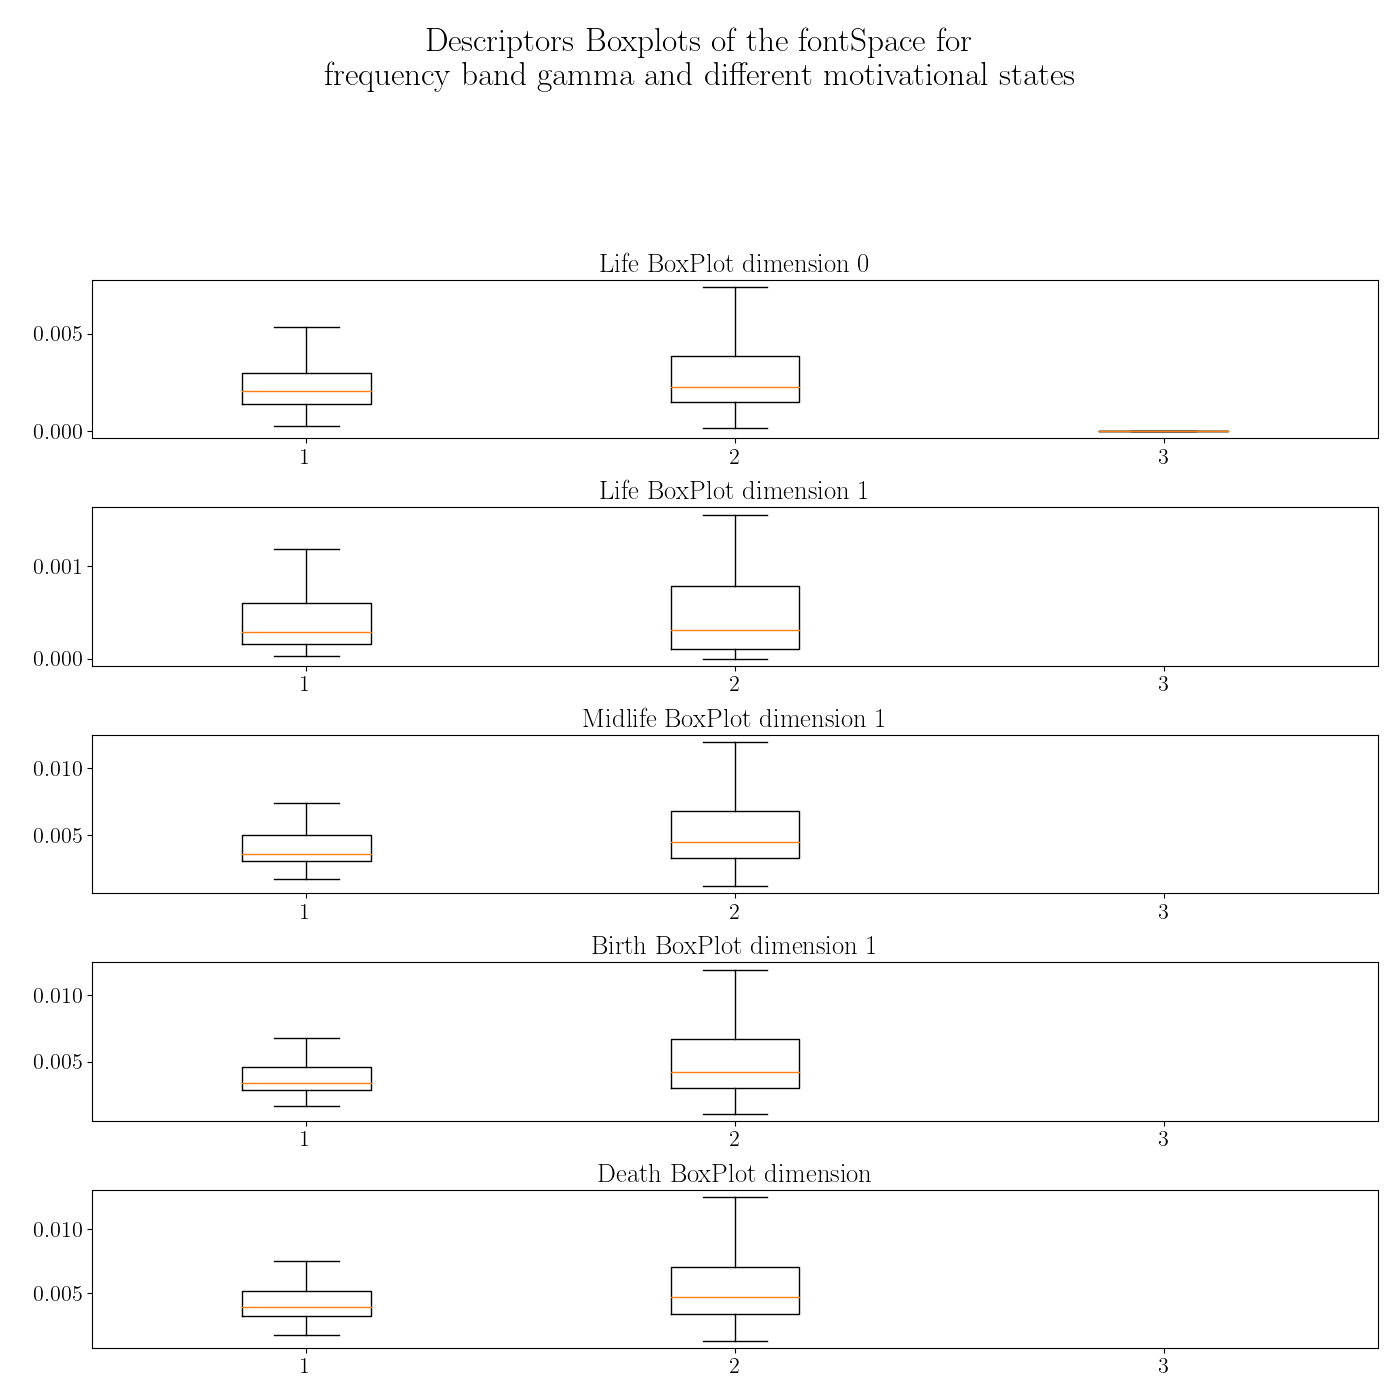 Descriptors Boxplots of the fontSpace for
frequency band gamma and different motivational states
Life BoxPlot dimension 0
0.005
0.000
1 2 3
Life BoxPlot dimension 1
0.001
0.000
1 2 3
Midlife BoxPlot dimension 1
0.010
0.005
1 2 3
Birth BoxPlot dimension 1
0.010
0.005
1 2 3
Death BoxPlot dimension
0.010
0.005
1 2 3